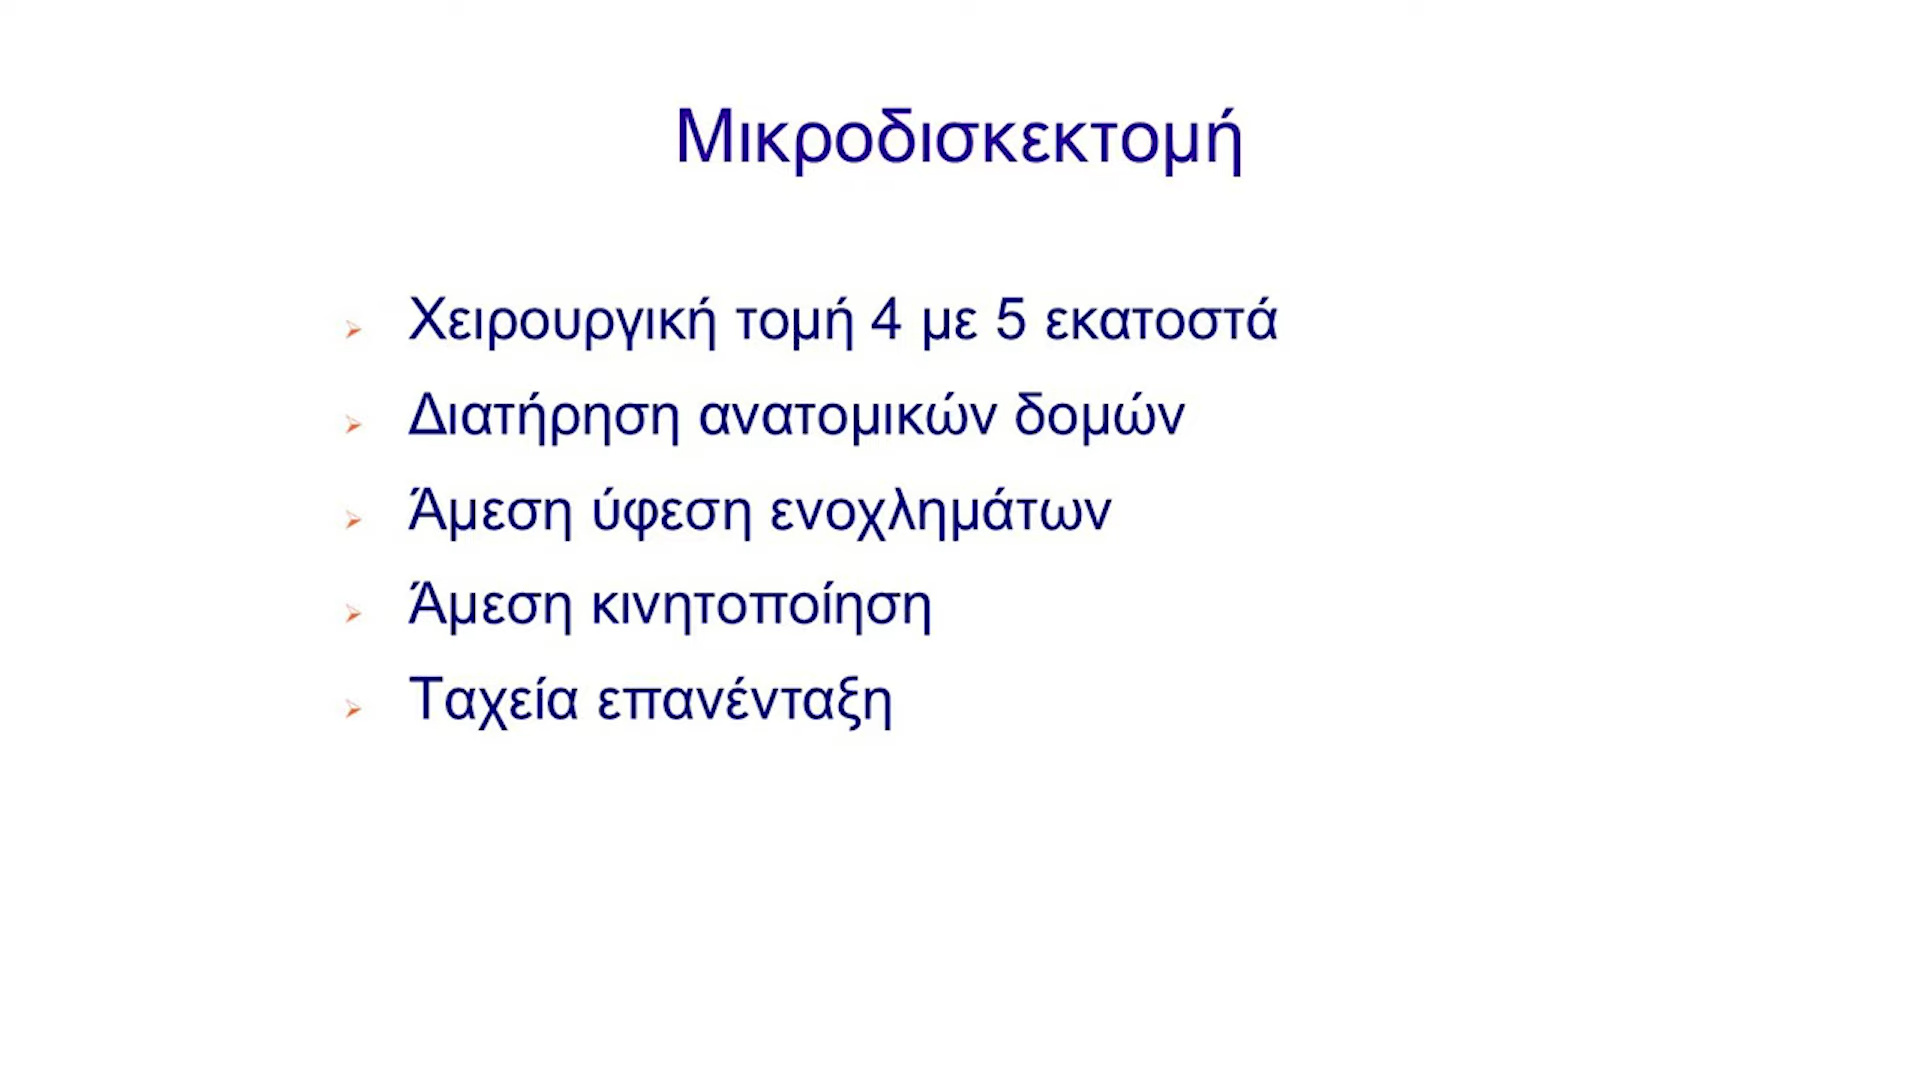 Μικροδισκεκτομή
Χειρουργική τομή 4 με 5 εκατοστά
Διατήρηση ανατομικών δομών
Άμεση ύφεση ενοχλημάτων
Άμεση κινητοποίηση
Ταχεία επανένταξη